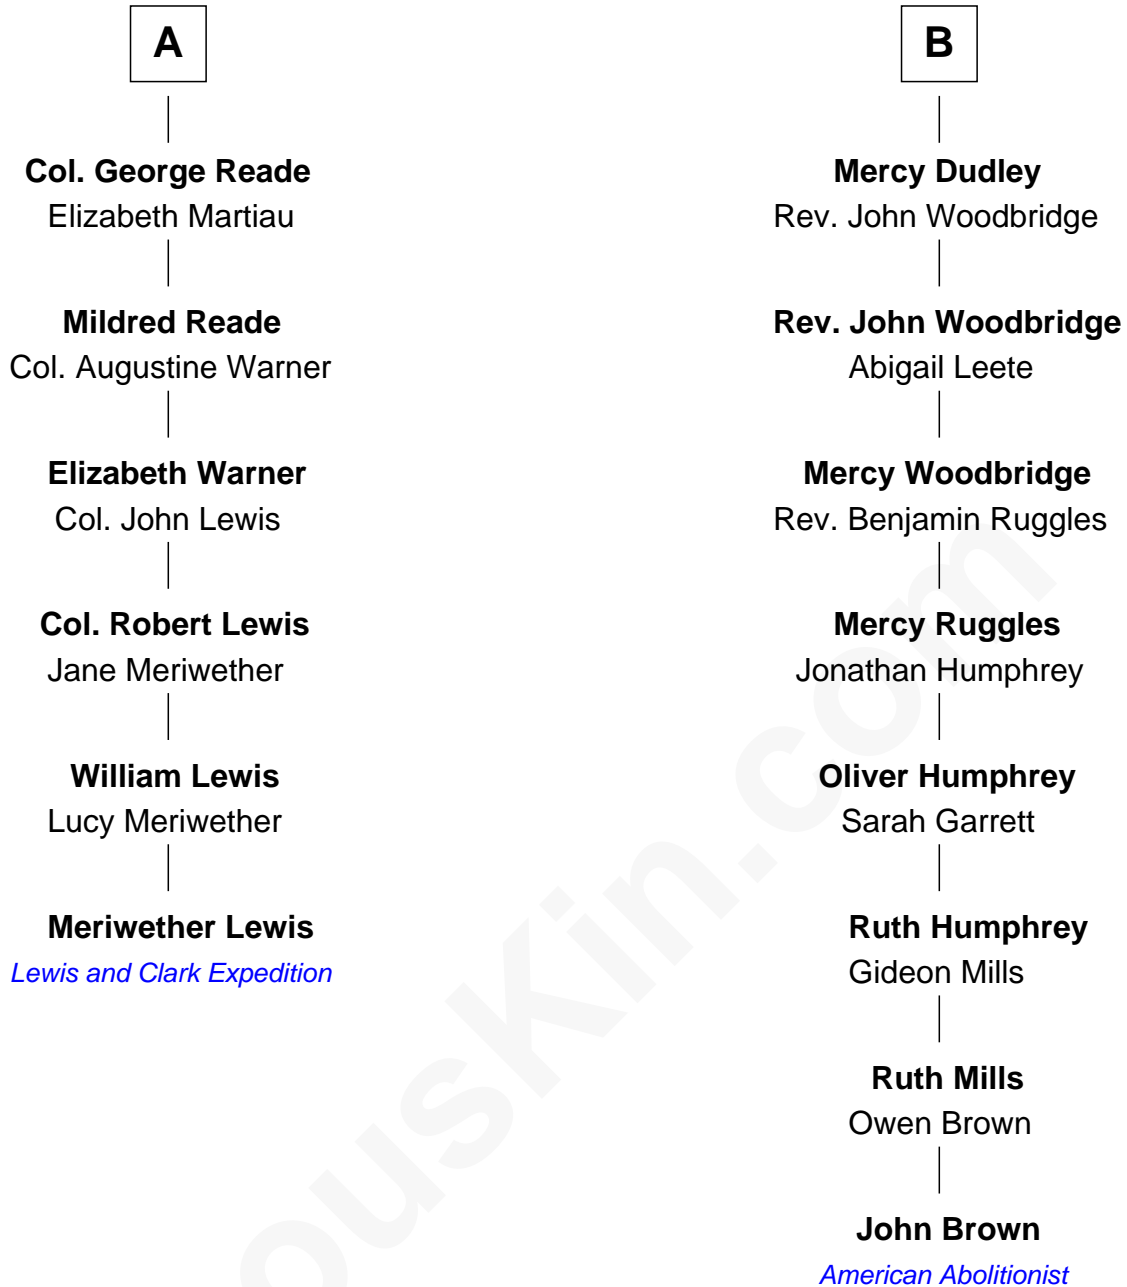 A
Col. George Reade
Elizabeth Martiau
Mildred Reade
Col. Augustine Warner
Elizabeth Warner
Col. John Lewis
Col. Robert Lewis
Jane Meriwether
William Lewis
Lucy Meriwether
Meriwether Lewis
Lewis and Clark Expedition
B
Mercy Dudley
Rev. John Woodbridge
Rev. John Woodbridge
Abigail Leete
Mercy Woodbridge
Rev. Benjamin Ruggles
Mercy Ruggles
Jonathan Humphrey
Oliver Humphrey
Sarah Garrett
Ruth Humphrey
Gideon Mills
Ruth Mills
Owen Brown
John Brown
American Abolitionist
ousKin.com